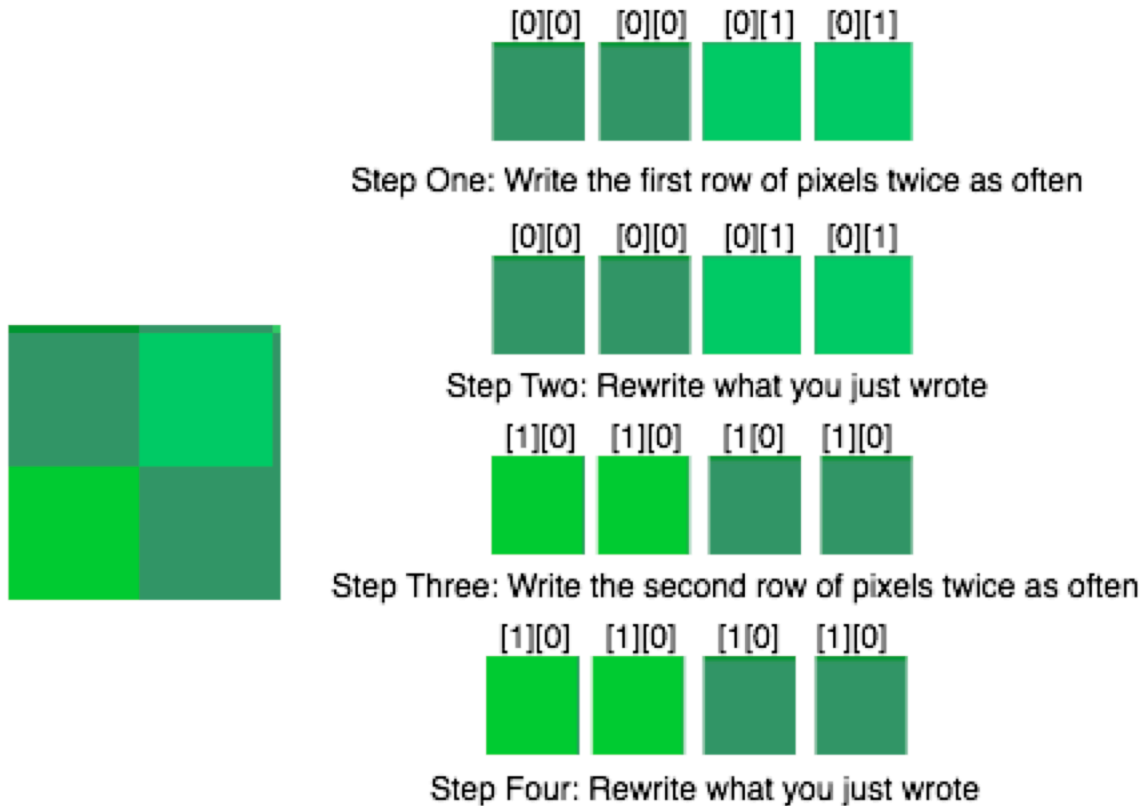 [0][0] [0][0] [0][1] [0][1]
Step One: Write the first row of pixels twice as often
[0][0] [0][0] [0][1] [0][1]
Step Two: Rewrite what you just wrote
[1][0] [1][0] [1[0] [1][0]
Step Three: Write the second row of pixels twice as often
[1][0] [1][0] [1[0] [1][0]
Step Four: Rewrite what you just wrote